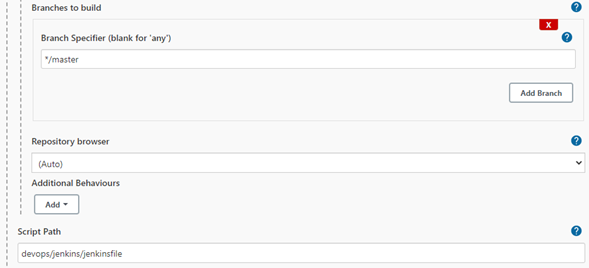 Branches to build
X
Branch Specifier (blank for 'any')
*/master
Add Branch
Repository browser
(Auto)
Additional Behaviours
Add
Script Path
devops/jenkins/jenkinsfile